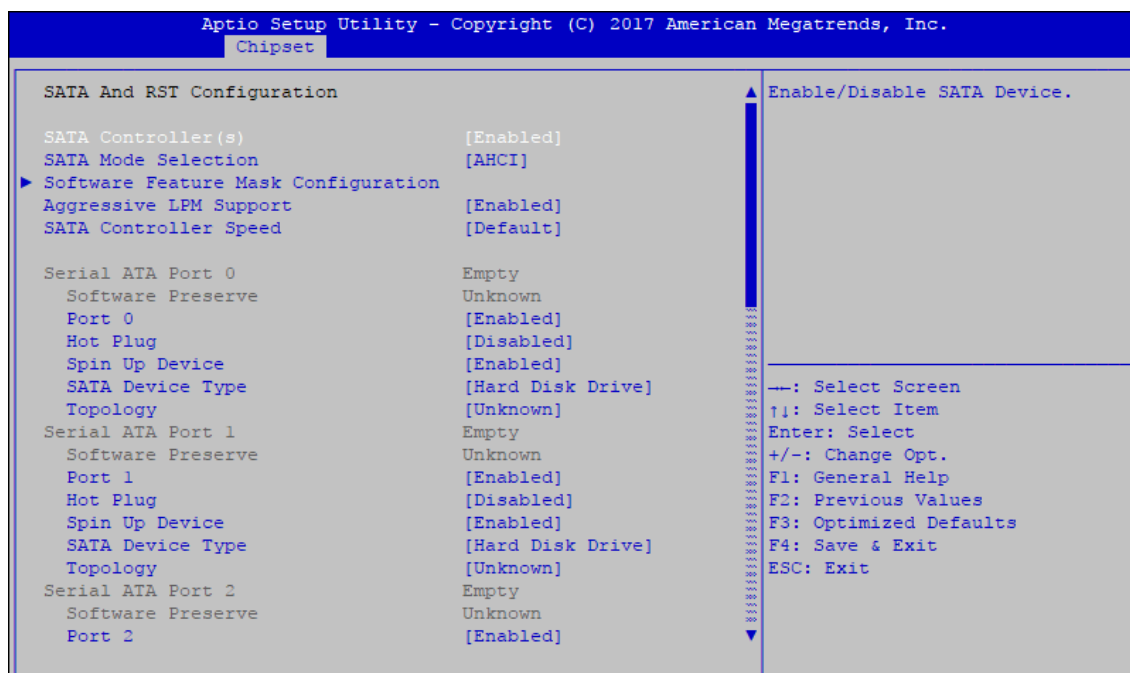 Aptio Setup Utility - Copyright (C) 2017 American Megatrends, Inc.
Chipset
SATA And RST Configuration
SATA Controller(s) [Enabled]
SATA Mode Selection [AHCI]
▶ Software Feature Mask Configuration
Aggressive LPM Support [Enabled]
SATA Controller Speed [Default]
Serial ATA Port 0 Empty
Software Preserve Unknown
Port 0 [Enabled]
Hot Plug [Disabled]
Spin Up Device [Enabled]
SATA Device Type [Hard Disk Drive]
Topology [Unknown]
Serial ATA Port 1 Empty
Software Preserve Unknown
Port 1 [Enabled]
Hot Plug [Disabled]
Spin Up Device [Enabled]
SATA Device Type [Hard Disk Drive]
Topology [Unknown]
Serial ATA Port 2 Empty
Software Preserve Unknown
Port 2 [Enabled]
Enable/Disable SATA Device.
→←: Select Screen
↑↓: Select Item
Enter: Select
+/-: Change Opt.
F1: General Help
F2: Previous Values
F3: Optimized Defaults
F4: Save & Exit
ESC: Exit